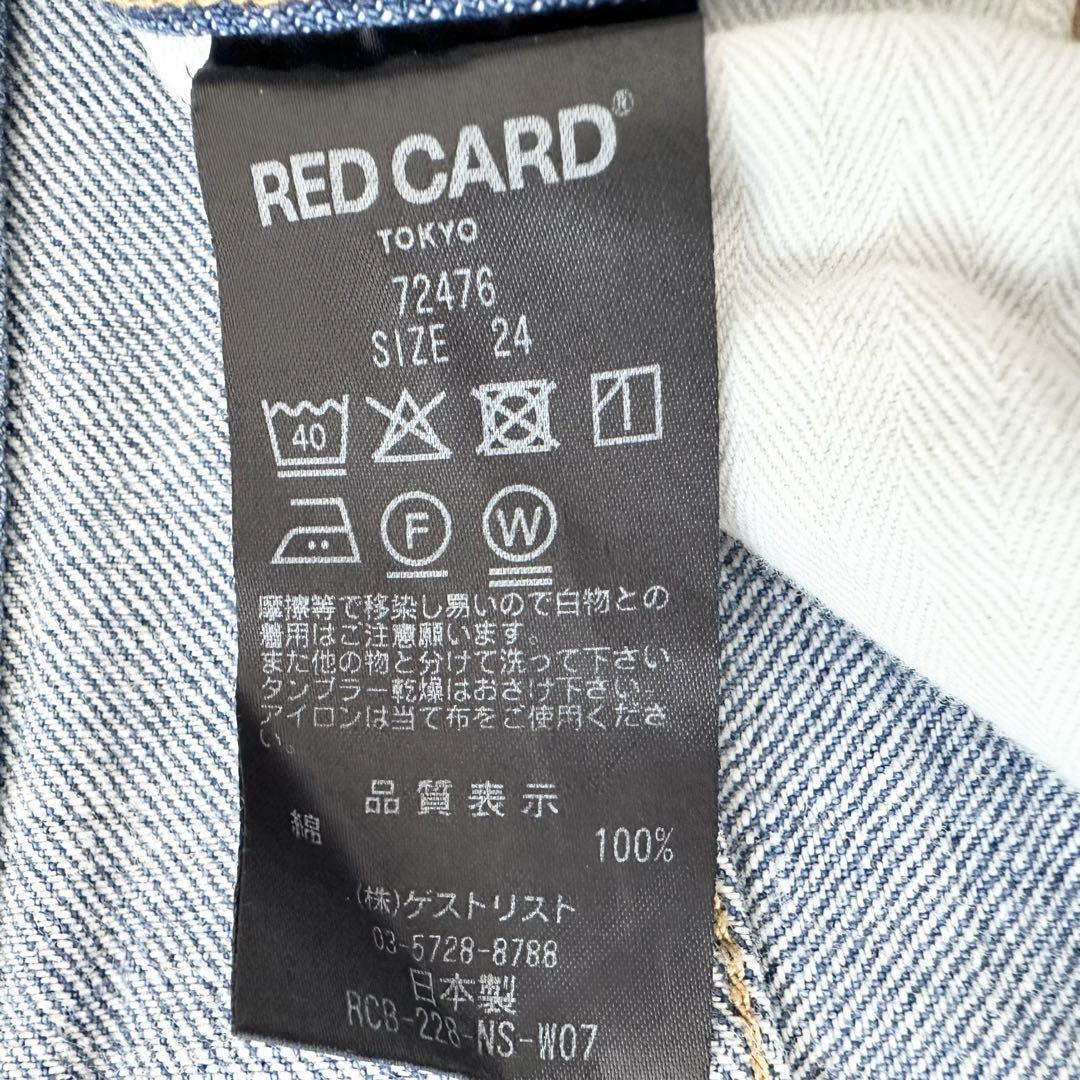 RED CARD®
TOKYO
72476
SIZE 24
40
F W
摩擦等で移染し易いので白物との
着用はご注意願います。
また他の物と分けて洗って下さい
タンブラー乾燥はおさけ下さい。
アイロンは当て布をご使用くださ
い。
品質表示
綿 100%
(株)ゲストリスト
03-5728-8788
日本製
RCB-228-NS-W07